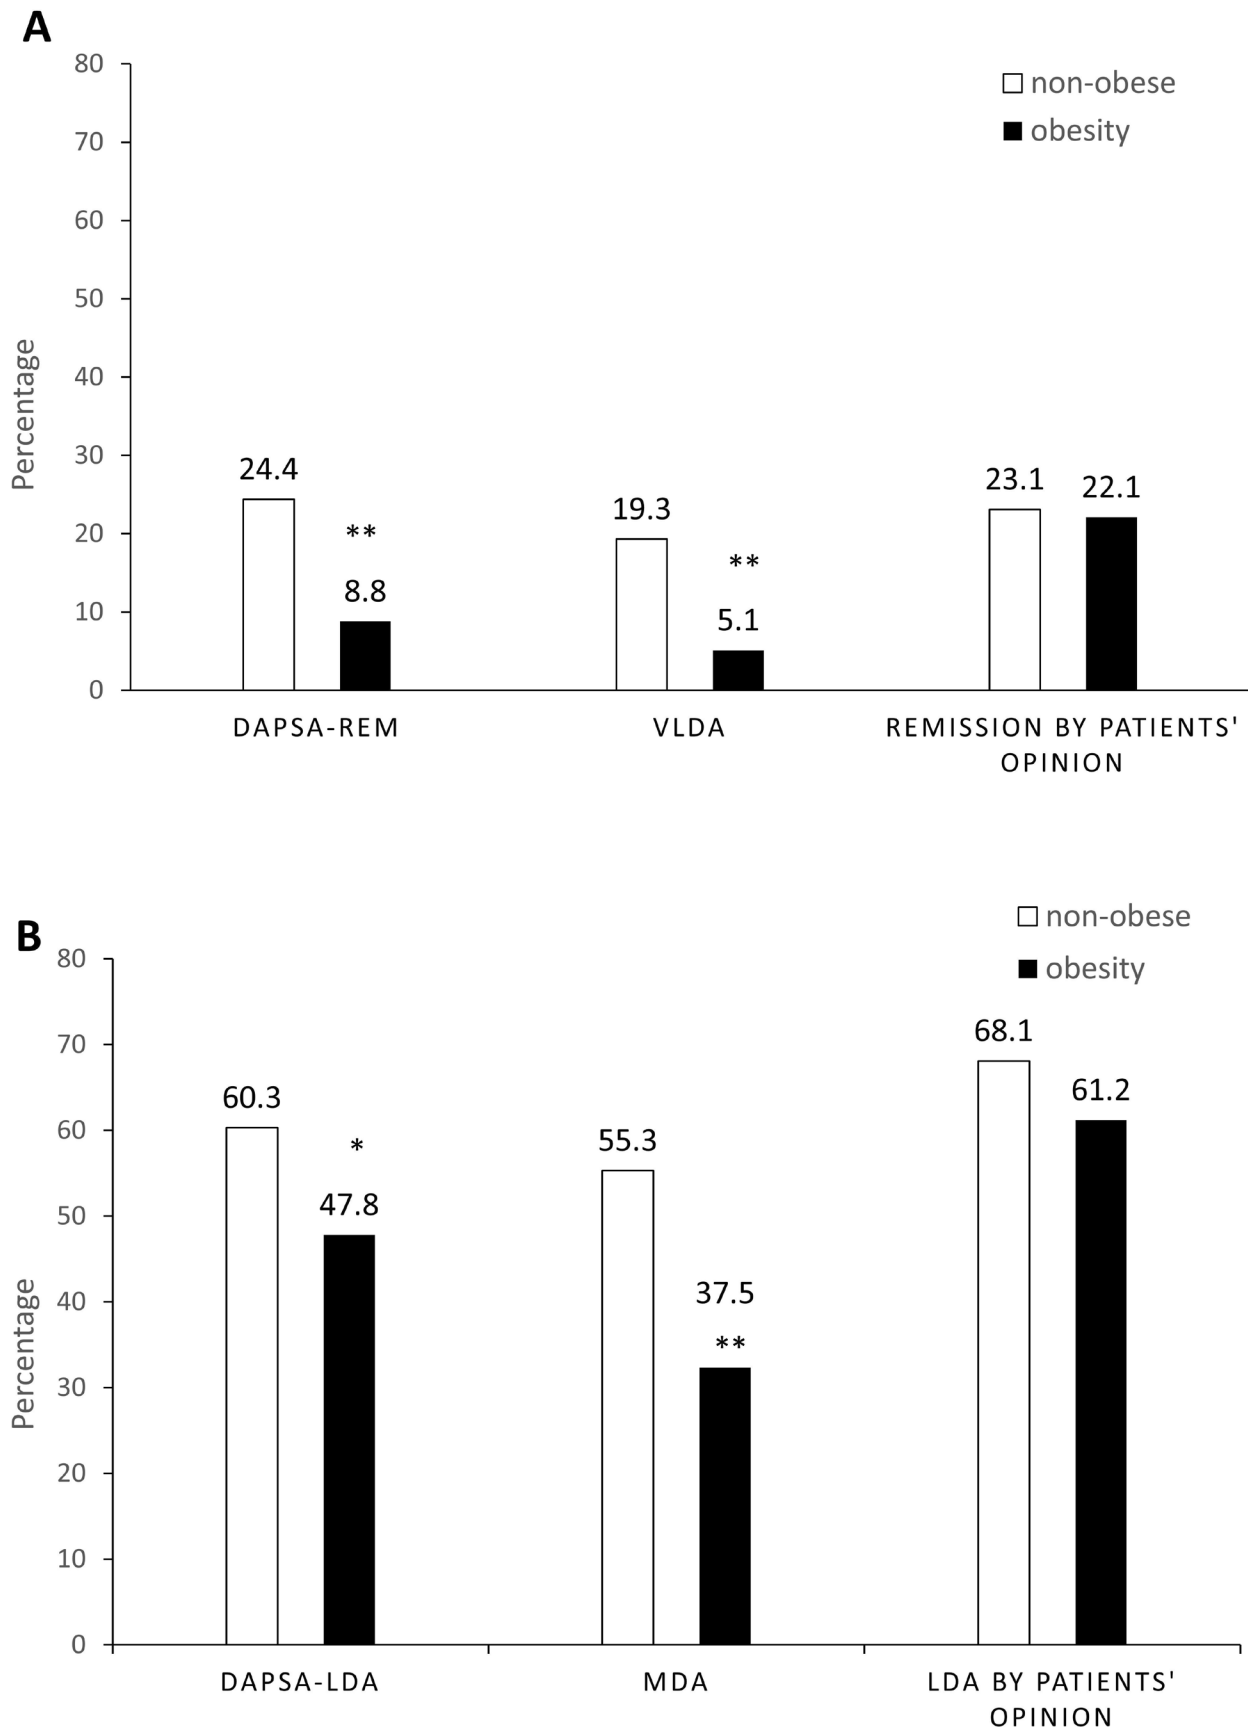 A
80
non-obese
obesity
70
60
50
40
Percentage
30
24.4
23.1
22.1
19.3
20
**
**
8.8
5.1
10
0
DAPSA-REM
VLDA
REMISSION BY PATIENTS'
OPINION
B
non-obese
obesity
80
70
68.1
60.3
61.2
60
*
55.3
47.8
50
40
37.5
**
Percentage
30
20
10
0
DAPSA-LDA
MDA
LDA BY PATIENTS'
OPINION